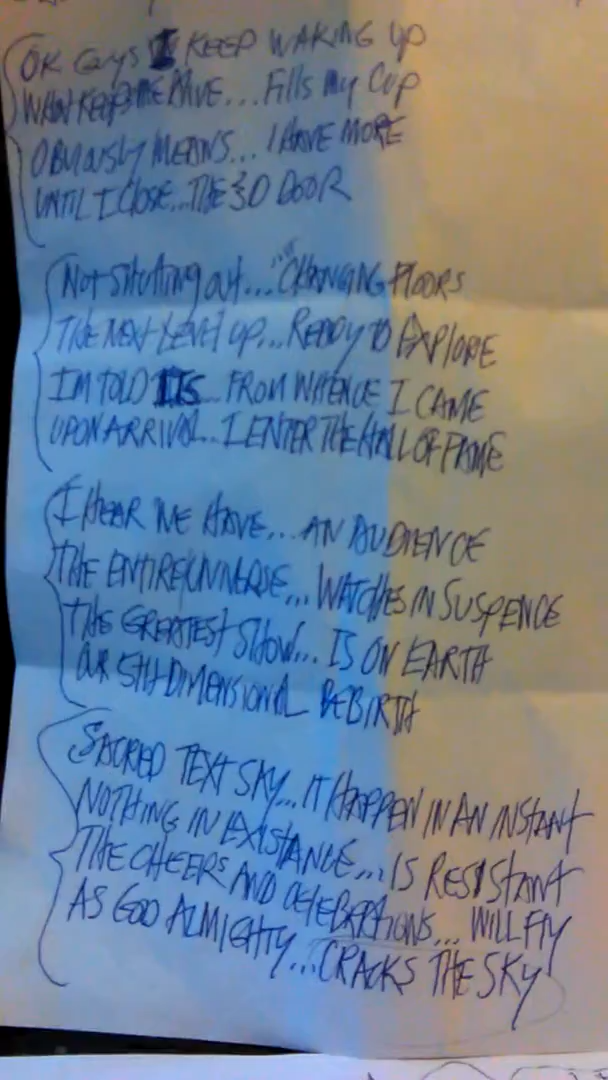 OK GUYS I KEEP WAKING UP
WHAT KEEPS ME ALIVE... FILLS MY CUP
OBVIOUSLY MEANS... I HAVE MORE
UNTIL I CLOSE...THE 3D DOOR
NOT SHUTTING OUT... CHANGING FLOORS
THE NEXT LEVEL UP...READY TO EXPLORE
IM TOLD ITS... FROM WHENCE I CAME
UPON ARRIVAL... I ENTER THE HALL OF FAME
I HEAR WE HAVE... AN AUDIENCE
THE ENTIRE UNIVERSE... WATCHES IN SUSPENCE
THE GREATEST SHOW... IS ON EARTH
OUR 5TH DIMENSIONAL REBIRTH
SACRED TEXT SKY... IT HAPPEN IN AN INSTANT
NOTHING IN EXISTANCE... IS RESISTANT
THE CHEERS AND CELEBRATIONS... WILL FLY
AS GOD ALMIGHTY...CRACKS THE SKY